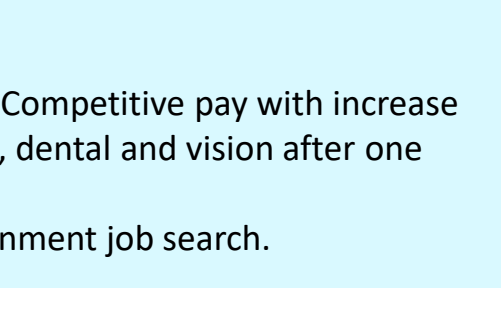 Competitive pay with increase
, dental and vision after one
nment job search.